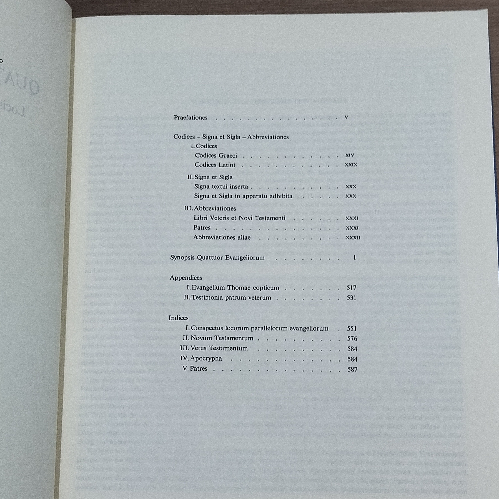 Praefationes . . . . . . . . . . . . . . . V
Codices – Signa et Sigla – Abbreviationes
I. Codices
Codices Graeci . . . . . . . . . . . . . XIV
Codices Latini . . . . . . . . . . . . . XXIX
II. Signa et Sigla
Signa textui inserta . . . . . . . . . . . . XXX
Signa et Sigla in apparatu adhibita . . . . . . . XXX
III. Abbreviationes
Libri Veteris et Novi Testamenti . . . . . . . . XXXI
Patres . . . . . . . . . . . . . . . XXXI
Abbreviationes aliae . . . . . . . . . . . XXXII
Synopsis Quattuor Evangeliorum . . . . . . . . 1
Appendices
I. Evangelium Thomae copticum . . . . . . . . 517
II. Testimonia patrum veterum . . . . . . . . . 531
Indices
I. Conspectus locorum parallelorum evangeliorum . . . 551
II. Novum Testamentum . . . . . . . . . . . 576
III. Vetus Testamentum . . . . . . . . . . . 584
IV. Apocrypha . . . . . . . . . . . . . . 584
V. Patres . . . . . . . . . . . . . . . 587